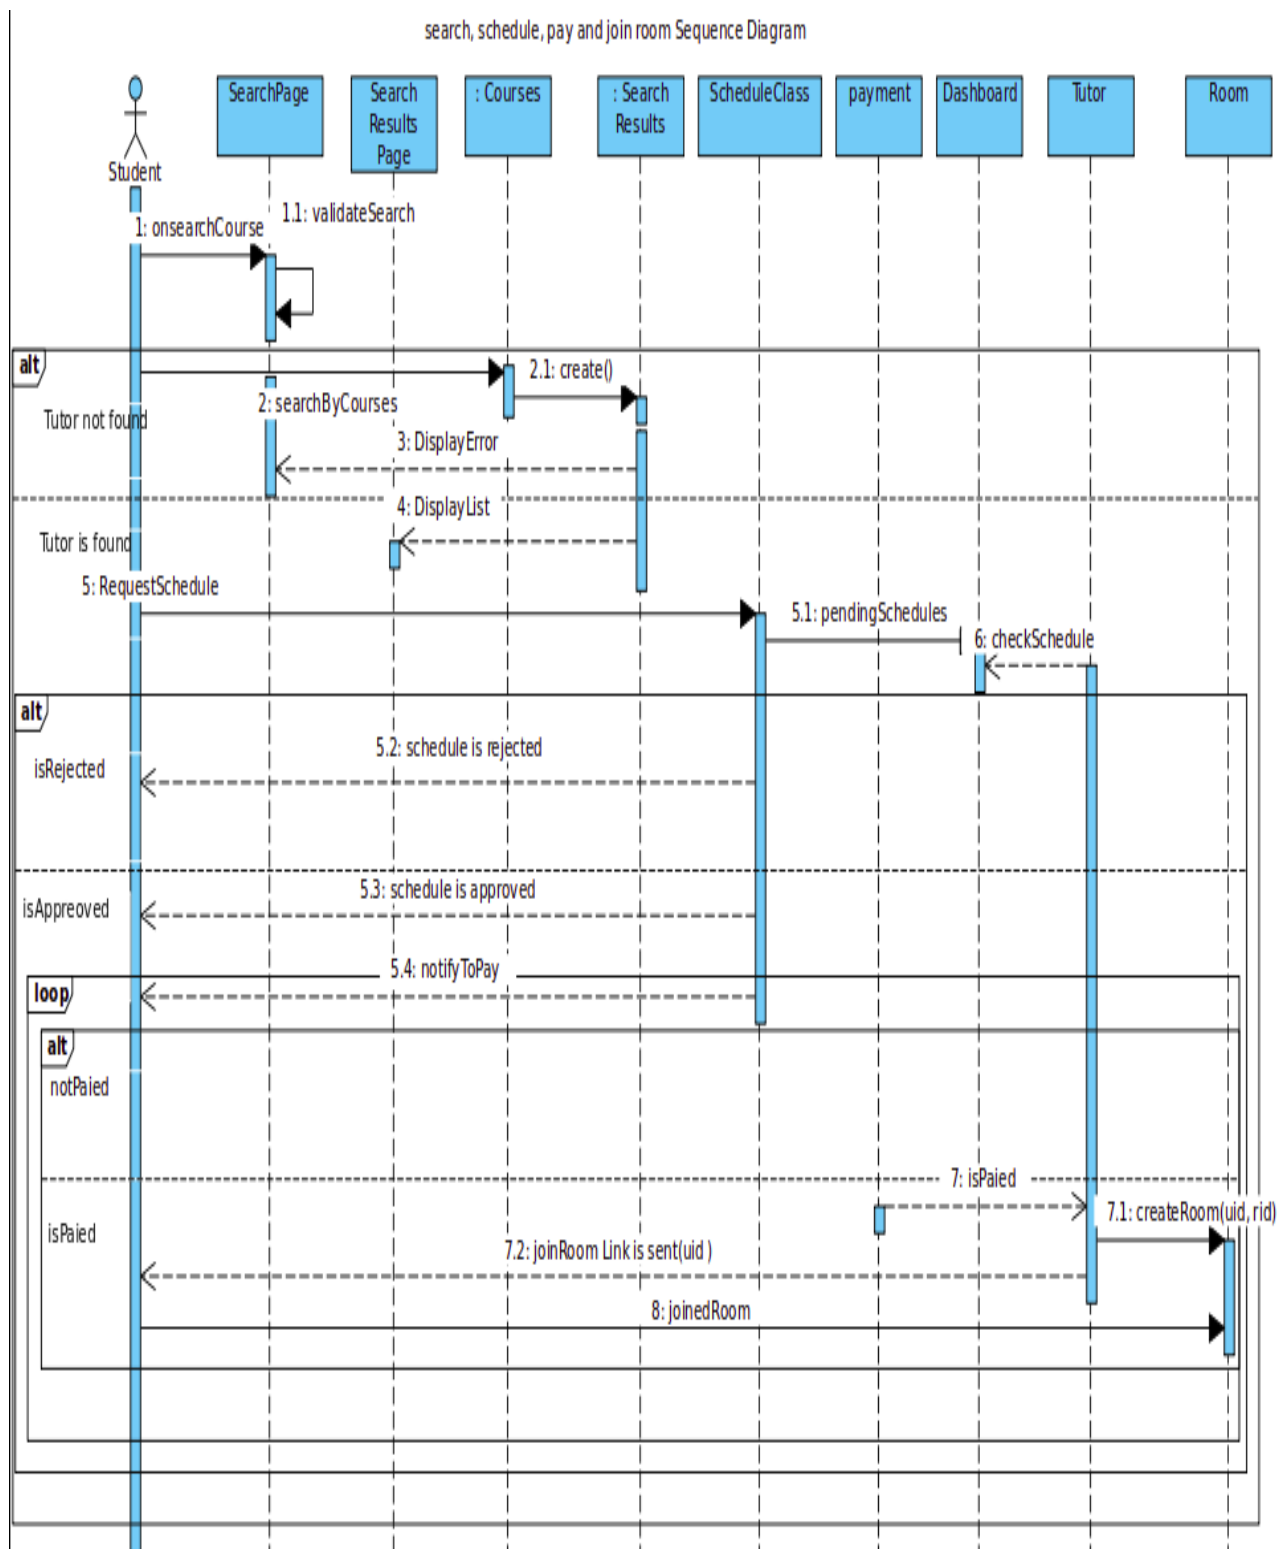 search, schedule, pay and join room Sequence Diagram
SearchPage
Search
Results
Page
: Courses
: Search
Results
ScheduleClass
payment
Dashboard
Tutor
Room
Student
1.1: validateSearch
1: onsearchCourse
alt
2.1: create()
2: searchByCourses
Tutor not found
3: DisplayError
4: DisplayList
Tutor is found
5: RequestSchedule
5.1: pendingSchedules
6: checkSchedule
alt
5.2: schedule is rejected
isRejected
5.3: schedule is approved
isAppreoved
5.4: notifyToPay
loop
alt
notPaied
7: isPaied
7.1: createRoom(uid, rid)
isPaied
7.2: joinRoom Link is sent(uid )
8: joinedRoom